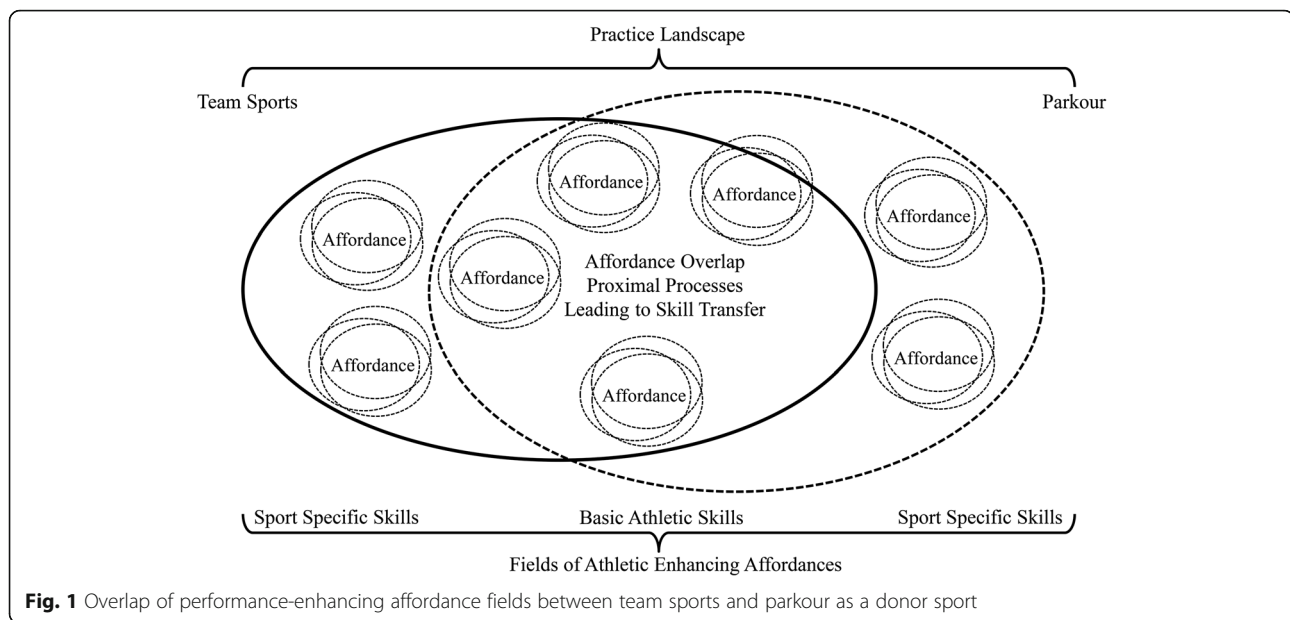 Practice Landscape
Team Sports
Parkour
Affordance
Affordance
Affordance
Affordance
Affordance
Affordance
Affordance Overlap
Proximal Processes
Leading to Skill Transfer
Affordance
Affordance
Affordance
Sport Specific Skills
Basic Athletic Skills
Sport Specific Skills
Fields of Athletic Enhancing Affordances
Fig. 1 Overlap of performance-enhancing affordance fields between team sports and parkour as a donor sport